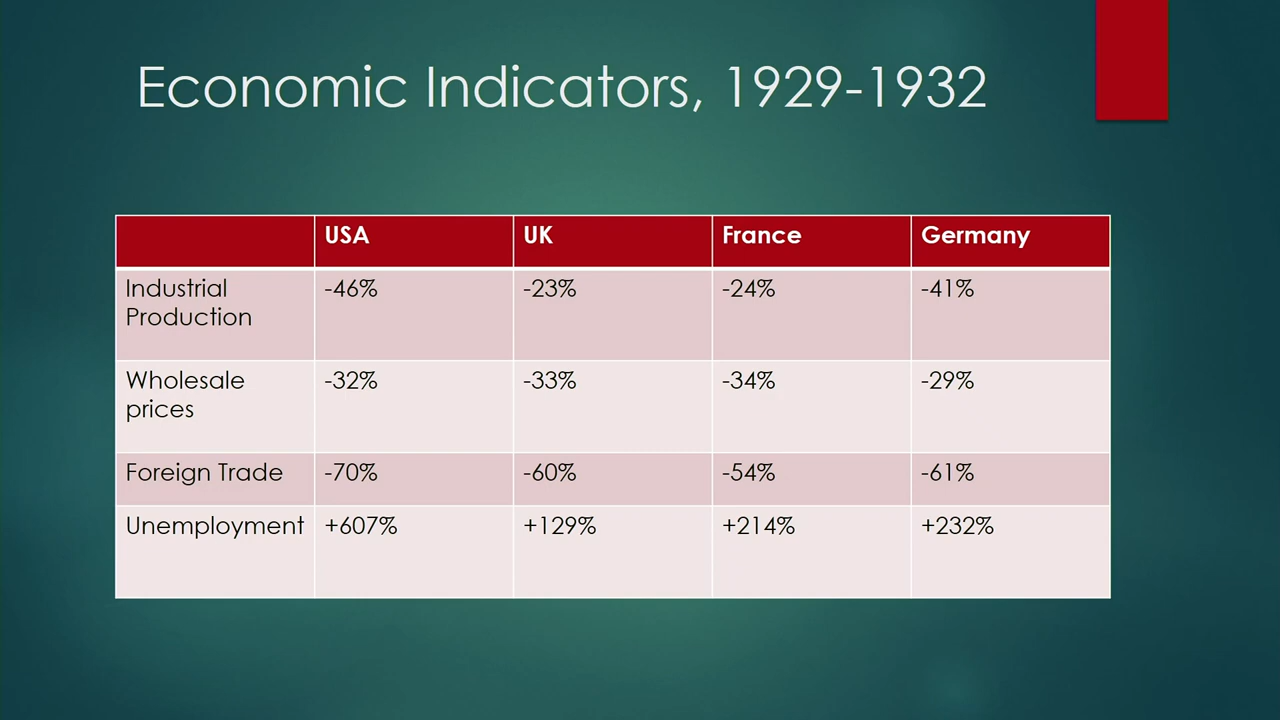 Economic Indicators, 1929-1932
USA UK France Germany
Industrial
Production
-46% -23% -24% -41%
Wholesale
prices
-32% -33% -34% -29%
Foreign Trade -70% -60% -54% -61%
Unemployment +607% +129% +214% +232%